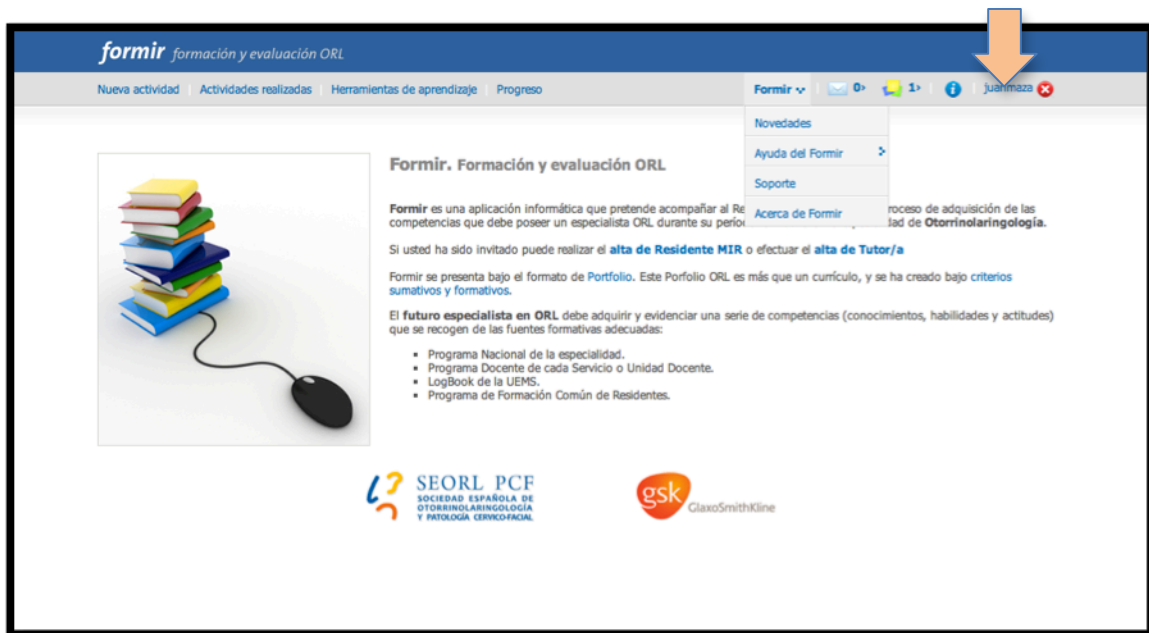 formir formación y evaluación ORL
Nueva actividad Actividades realizadas Herramientas de aprendizaje Progreso Formir 0 1 juanmaza
Novedades
Ayuda del Formir
Soporte
Acerca de Formir
Formir. Formación y evaluación ORL
Formir es una aplicación informática que pretende acompañar al Re roceso de adquisición de las
competencias que debe poseer un especialista ORL durante su perío dad de Otorrinolaringología.
Si usted ha sido invitado puede realizar el alta de Residente MIR o efectuar el alta de Tutor/a
Formir se presenta bajo el formato de Portfolio. Este Porfolio ORL es más que un currículo, y se ha creado bajo criterios
sumativos y formativos.
El futuro especialista en ORL debe adquirir y evidenciar una serie de competencias (conocimientos, habilidades y actitudes)
que se recogen de las fuentes formativas adecuadas:
Programa Nacional de la especialidad.
Programa Docente de cada Servicio o Unidad Docente.
LogBook de la UEMS.
Programa de Formación Común de Residentes.
SEORL PCF
SOCIEDAD ESPAÑOLA DE
OTORRINOLARINGOLOGÍA
Y PATOLOGÍA CERVICO-FACIAL
gsk
GlaxoSmithKline